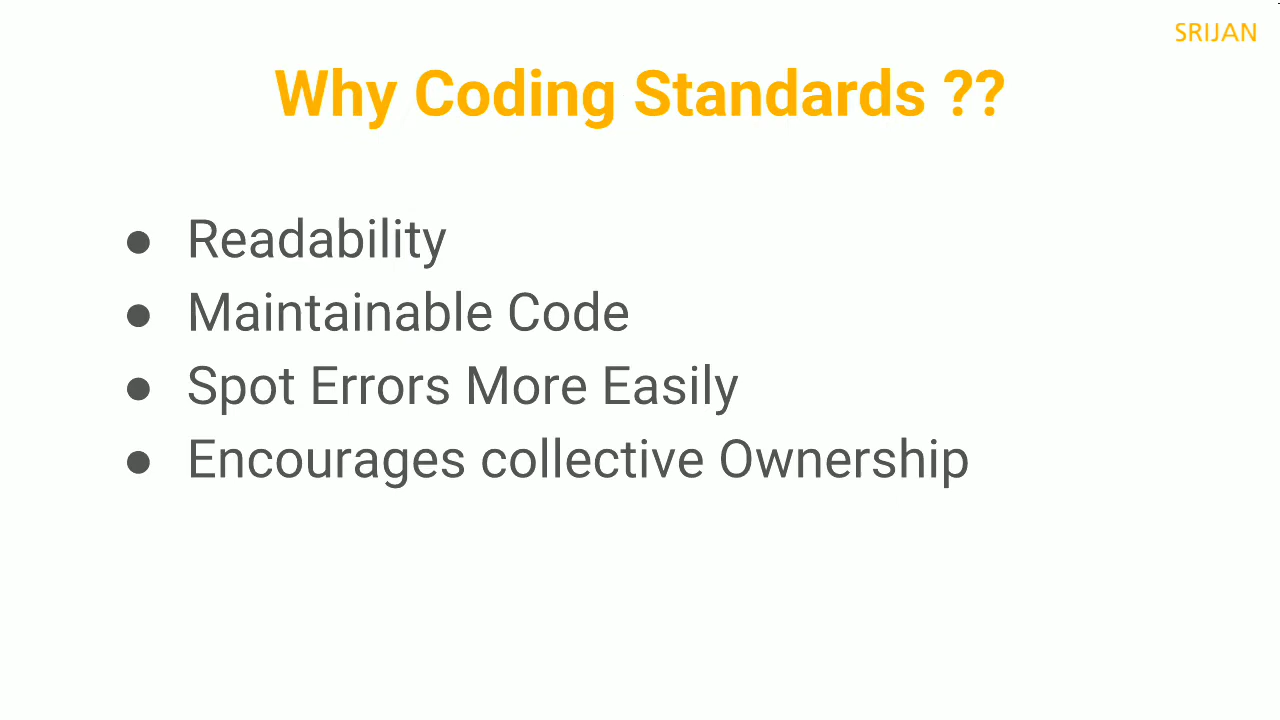 SRIJAN
Why Coding Standards ??
● Readability
● Maintainable Code
● Spot Errors More Easily
● Encourages collective Ownership